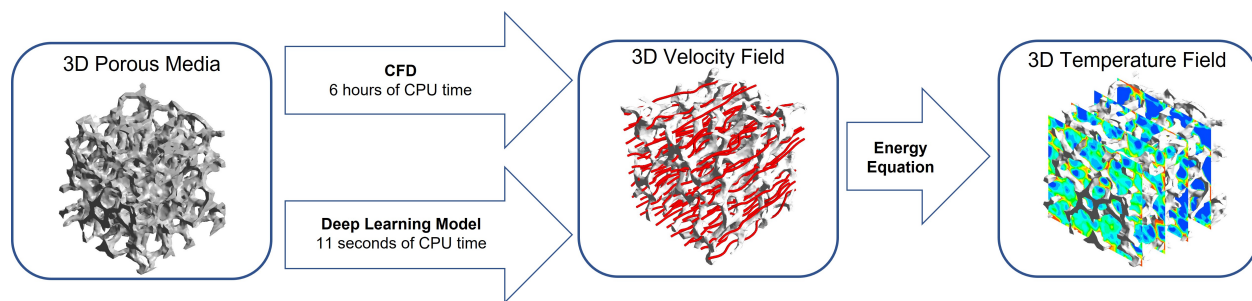 3D Porous Media
CFD
6 hours of CPU time
Deep Learning Model
11 seconds of CPU time
3D Velocity Field
Energy
Equation
3D Temperature Field